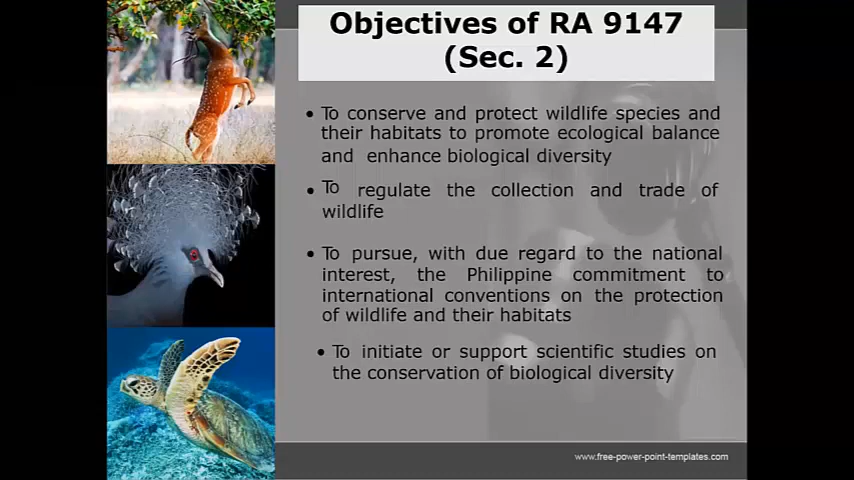 Objectives of RA 9147
(Sec. 2)
• To conserve and protect wildlife species and
their habitats to promote ecological balance
and enhance biological diversity
• To regulate the collection and trade of
wildlife
• To pursue, with due regard to the national
interest, the Philippine commitment to
international conventions on the protection
of wildlife and their habitats
• To initiate or support scientific studies on
the conservation of biological diversity
www.free-power-point-templates.com